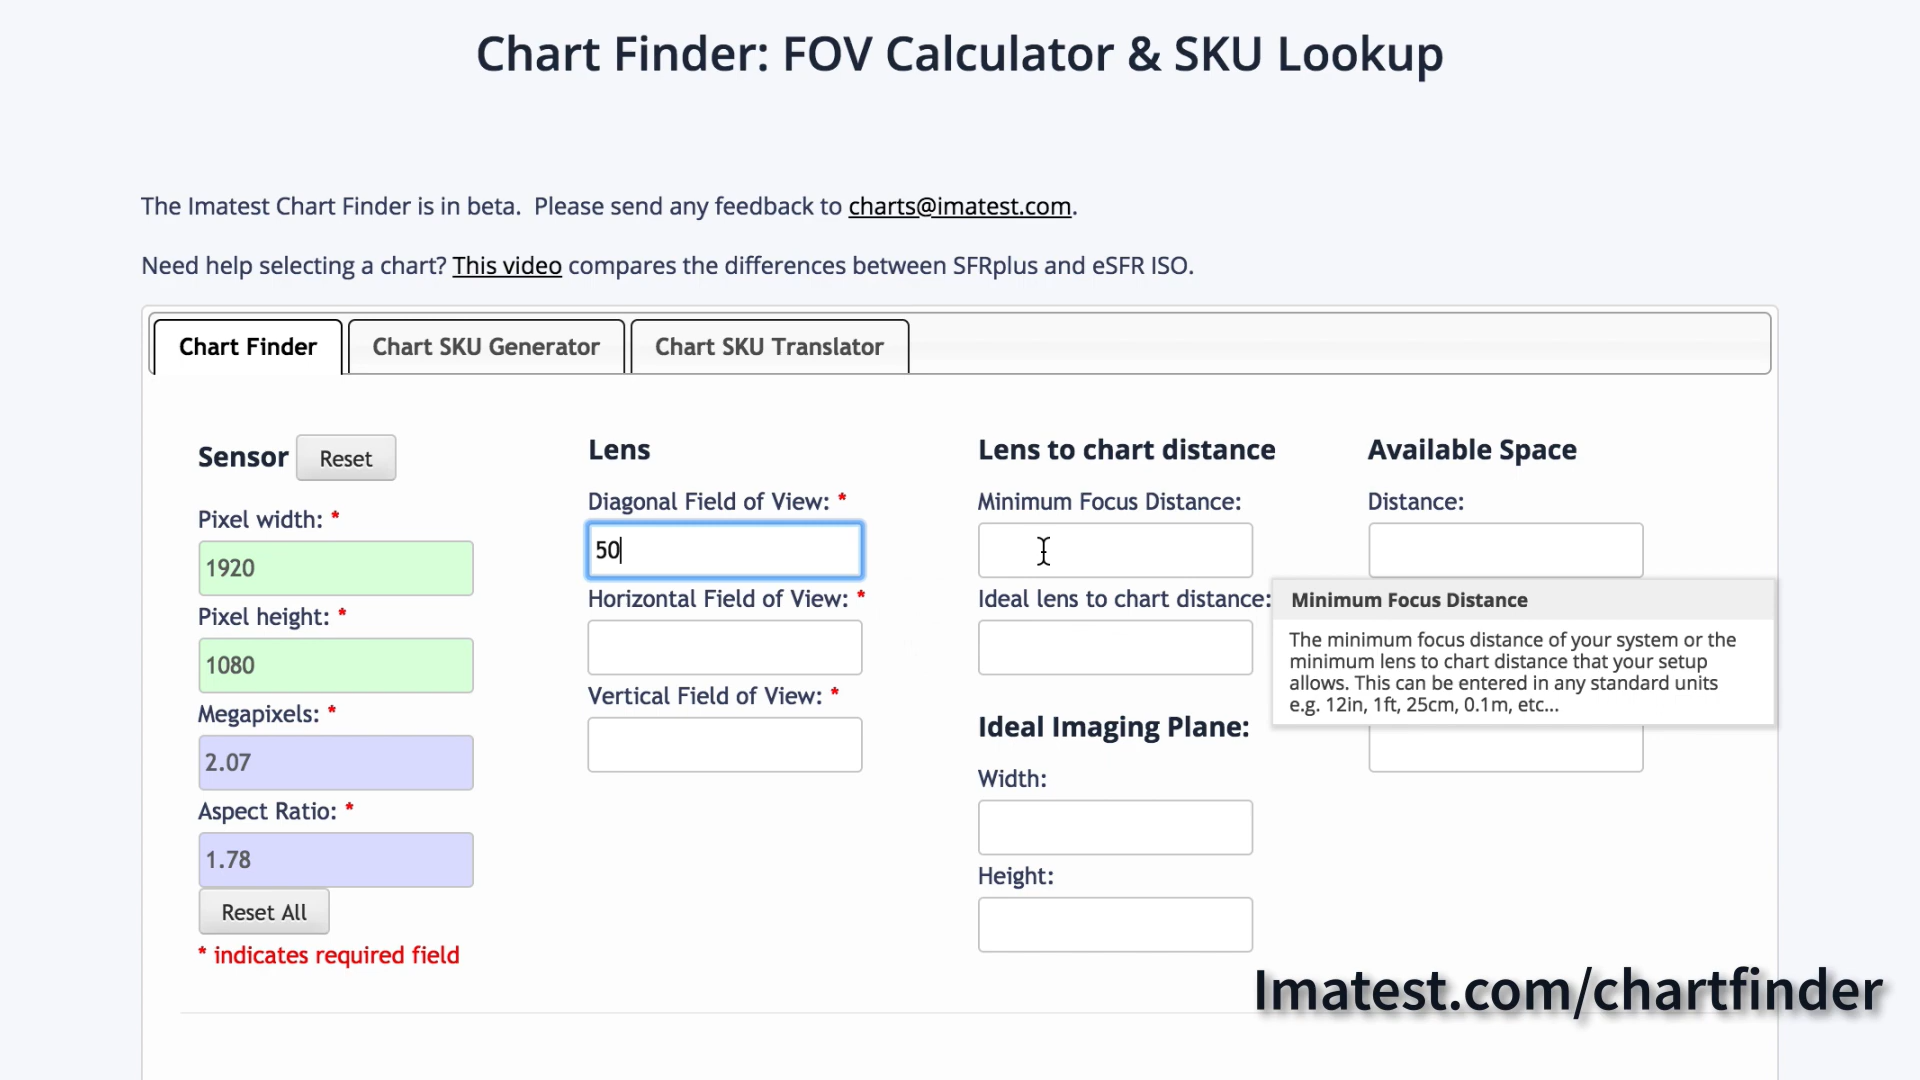 Chart Finder: FOV Calculator & SKU Lookup
The Imatest Chart Finder is in beta. Please send any feedback to charts@imatest.com.
Need help selecting a chart? This video compares the differences between SFRplus and eSFR ISO.
Chart Finder
Chart SKU Generator
Chart SKU Translator
Sensor
Reset
Pixel width: *
1920
Pixel height: *
1080
Megapixels: *
2.07
Aspect Ratio: *
1.78
Reset All
* indicates required field
Lens
Diagonal Field of View: *
50
Horizontal Field of View: *
Vertical Field of View: *
Lens to chart distance
Minimum Focus Distance:
Ideal lens to chart distance:
Ideal Imaging Plane:
Width:
Height:
Available Space
Distance:
Minimum Focus Distance
The minimum focus distance of your system or the
minimum lens to chart distance that your setup
allows. This can be entered in any standard units
e.g. 12in, 1ft, 25cm, 0.1m, etc...
Imatest.com/chartfinder